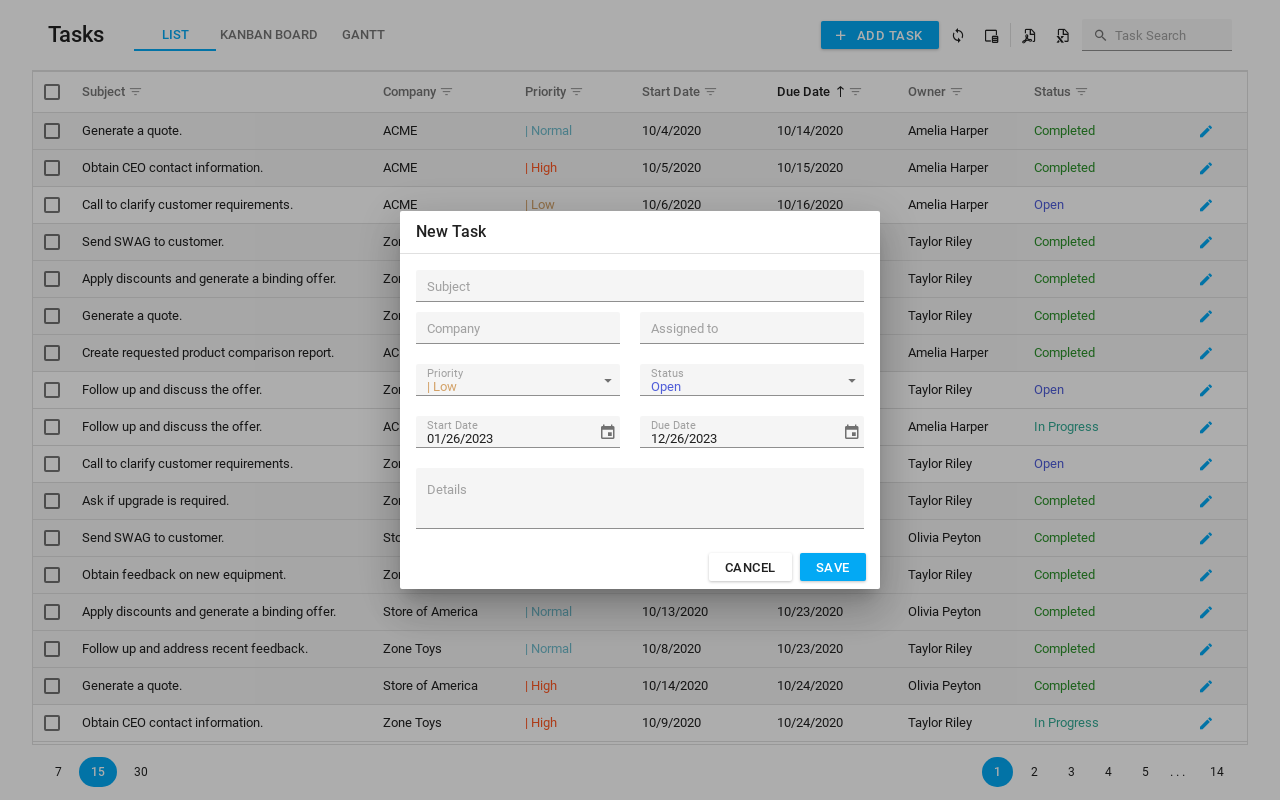 Tasks LIST KANBAN BOARD GANTT ADD TASK Task Search
Subject Company Priority Start Date Due Date Owner Status
Generate a quote. ACME | Normal 10/4/2020 10/14/2020 Amelia Harper Completed
Obtain CEO contact information. ACME | High 10/5/2020 10/15/2020 Amelia Harper Completed
Call to clarify customer requirements. ACME | Low 10/6/2020 10/16/2020 Amelia Harper Open
Send SWAG to customer. Taylor Riley Completed
Apply discounts and generate a binding offer. Taylor Riley Completed
Generate a quote. Taylor Riley Completed
Create requested product comparison report. Amelia Harper Completed
Follow up and discuss the offer. Taylor Riley Open
Follow up and discuss the offer. Amelia Harper In Progress
Call to clarify customer requirements. Taylor Riley Open
Ask if upgrade is required. Taylor Riley Completed
Send SWAG to customer. Olivia Peyton Completed
Obtain feedback on new equipment. Taylor Riley Completed
Apply discounts and generate a binding offer. Store of America | Normal 10/13/2020 10/23/2020 Olivia Peyton Completed
Follow up and address recent feedback. Zone Toys | Normal 10/8/2020 10/23/2020 Taylor Riley Completed
Generate a quote. Store of America | High 10/14/2020 10/24/2020 Olivia Peyton Completed
Obtain CEO contact information. Zone Toys | High 10/9/2020 10/24/2020 Taylor Riley In Progress
7 15 30 1 2 3 4 5 . . . 14
New Task
Subject
Company Assigned to
Priority Status
| Low Open
Start Date Due Date
01/26/2023 12/26/2023
Details
CANCEL SAVE